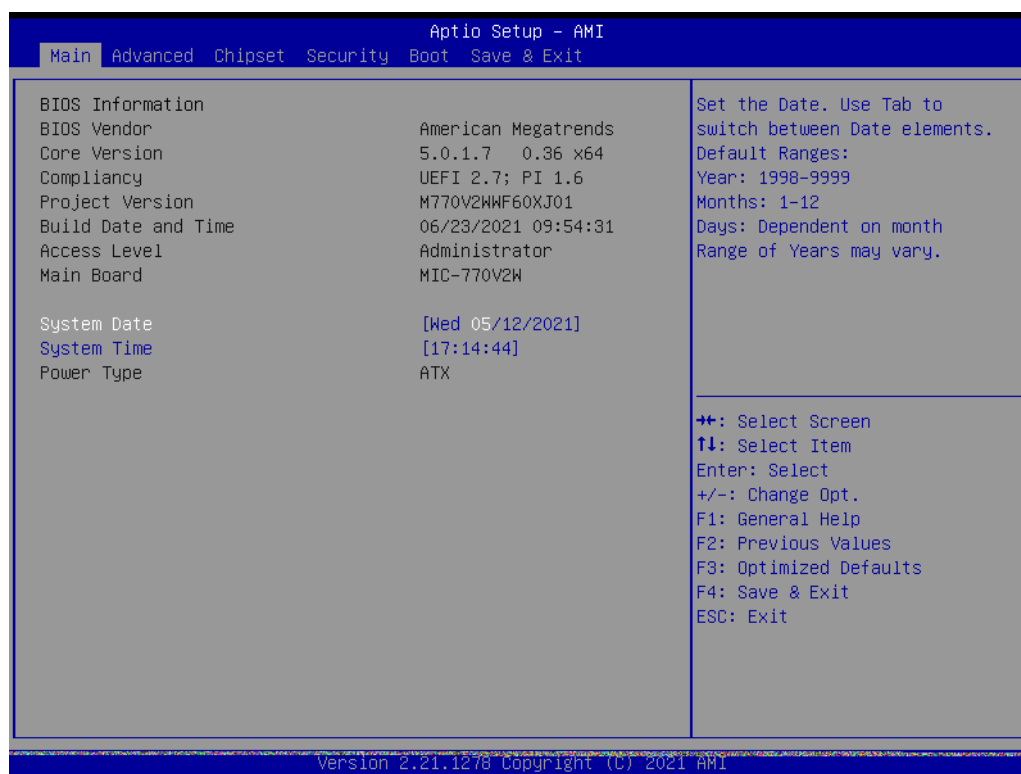 Aptio Setup - AMI
Main Advanced Chipset Security Boot Save & Exit
BIOS Information
BIOS Vendor American Megatrends
Core Version 5.0.1.7 0.36 x64
Compliancy UEFI 2.7; PI 1.6
Project Version M770V2WWF60XJ01
Build Date and Time 06/23/2021 09:54:31
Access Level Administrator
Main Board MIC-770V2W
System Date [Wed 05/12/2021]
System Time [17:14:44]
Power Type ATX
Set the Date. Use Tab to
switch between Date elements.
Default Ranges:
Year: 1998-9999
Months: 1-12
Days: Dependent on month
Range of Years may vary.
→←: Select Screen
↑↓: Select Item
Enter: Select
+/-: Change Opt.
F1: General Help
F2: Previous Values
F3: Optimized Defaults
F4: Save & Exit
ESC: Exit
Version 2.21.1278 Copyright (C) 2021 AMI